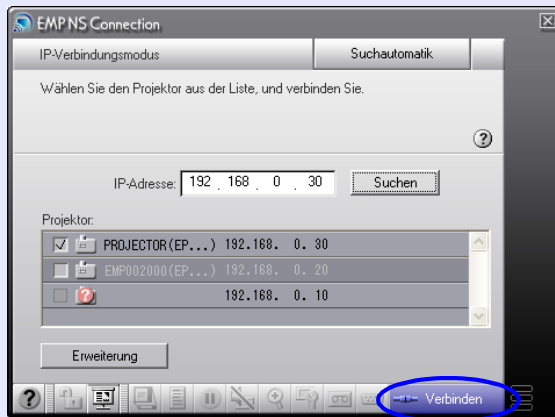 EMP NS Connection
IP-Verbindungsmodus Suchautomatik
Wählen Sie den Projektor aus der Liste, und verbinden Sie.
IP-Adresse: 192 . 168 . 0 . 30 Suchen
Projektor:
PROJECTOR(EP...) 192.168. 0. 30
EMP002000(EP...) 192.168. 0. 20
192.168. 0. 10
Erweiterung
Verbinden